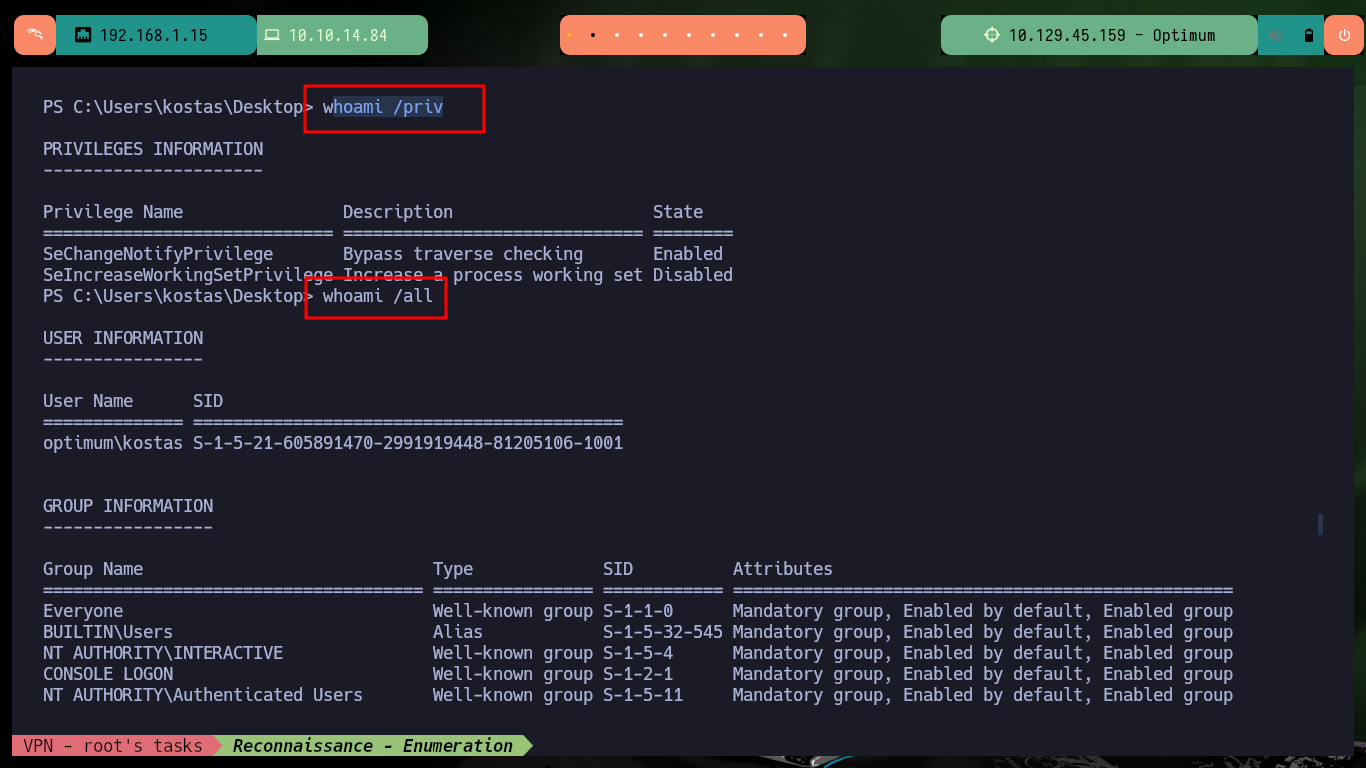 192.168.1.15 10.10.14.84 10.129.45.159 - Optimum
PS C:\Users\kostas\Desktop> whoami /priv
PRIVILEGES INFORMATION
----------------------
Privilege Name                Description                    State
============================= ============================== ========
SeChangeNotifyPrivilege       Bypass traverse checking       Enabled
SeIncreaseWorkingSetPrivilege Increase a process working set Disabled
PS C:\Users\kostas\Desktop> whoami /all
USER INFORMATION
----------------
User Name      SID
============== ===========================================
optimum\kostas S-1-5-21-605891470-2991919448-81205106-1001
GROUP INFORMATION
-----------------
Group Name                             Type             SID          Attributes
====================================== ================ ============ ==================================================
Everyone                               Well-known group S-1-1-0      Mandatory group, Enabled by default, Enabled group
BUILTIN\Users                          Alias            S-1-5-32-545 Mandatory group, Enabled by default, Enabled group
NT AUTHORITY\INTERACTIVE               Well-known group S-1-5-4      Mandatory group, Enabled by default, Enabled group
CONSOLE LOGON                          Well-known group S-1-2-1      Mandatory group, Enabled by default, Enabled group
NT AUTHORITY\Authenticated Users       Well-known group S-1-5-11     Mandatory group, Enabled by default, Enabled group
VPN - root's tasks Reconnaissance - Enumeration